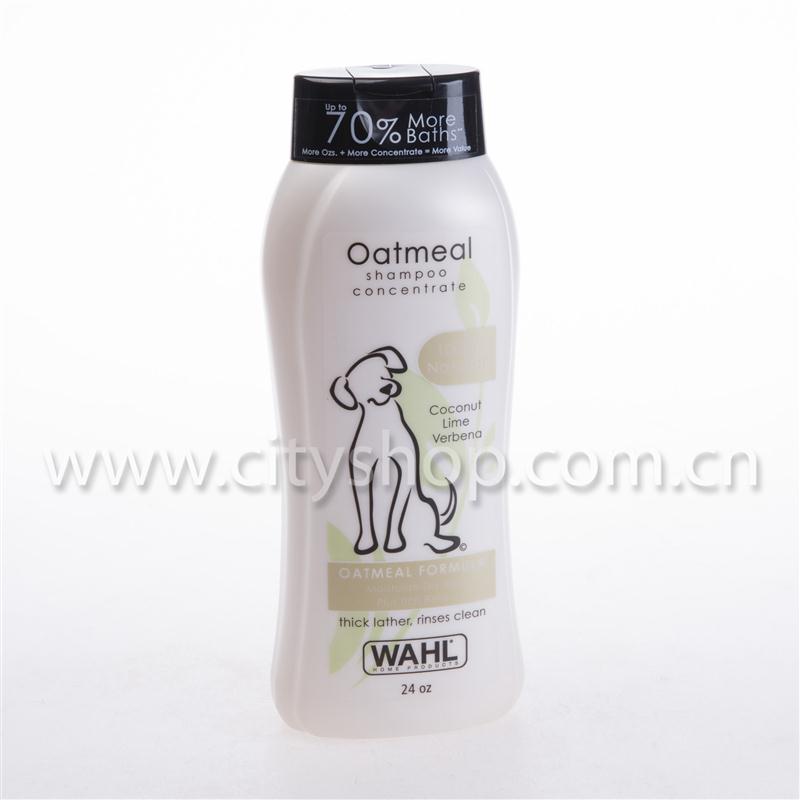 Up to
70% More
Baths**
More Ozs. + More Concentrate = More Value
Oatmeal
shampoo
concentrate
Coconut
Lime
Verbena
www.cityshop.com.cn
©
OATMEAL FORMULA
thick lather, rinses clean
WAHL
HOME PRODUCTS
24 oz